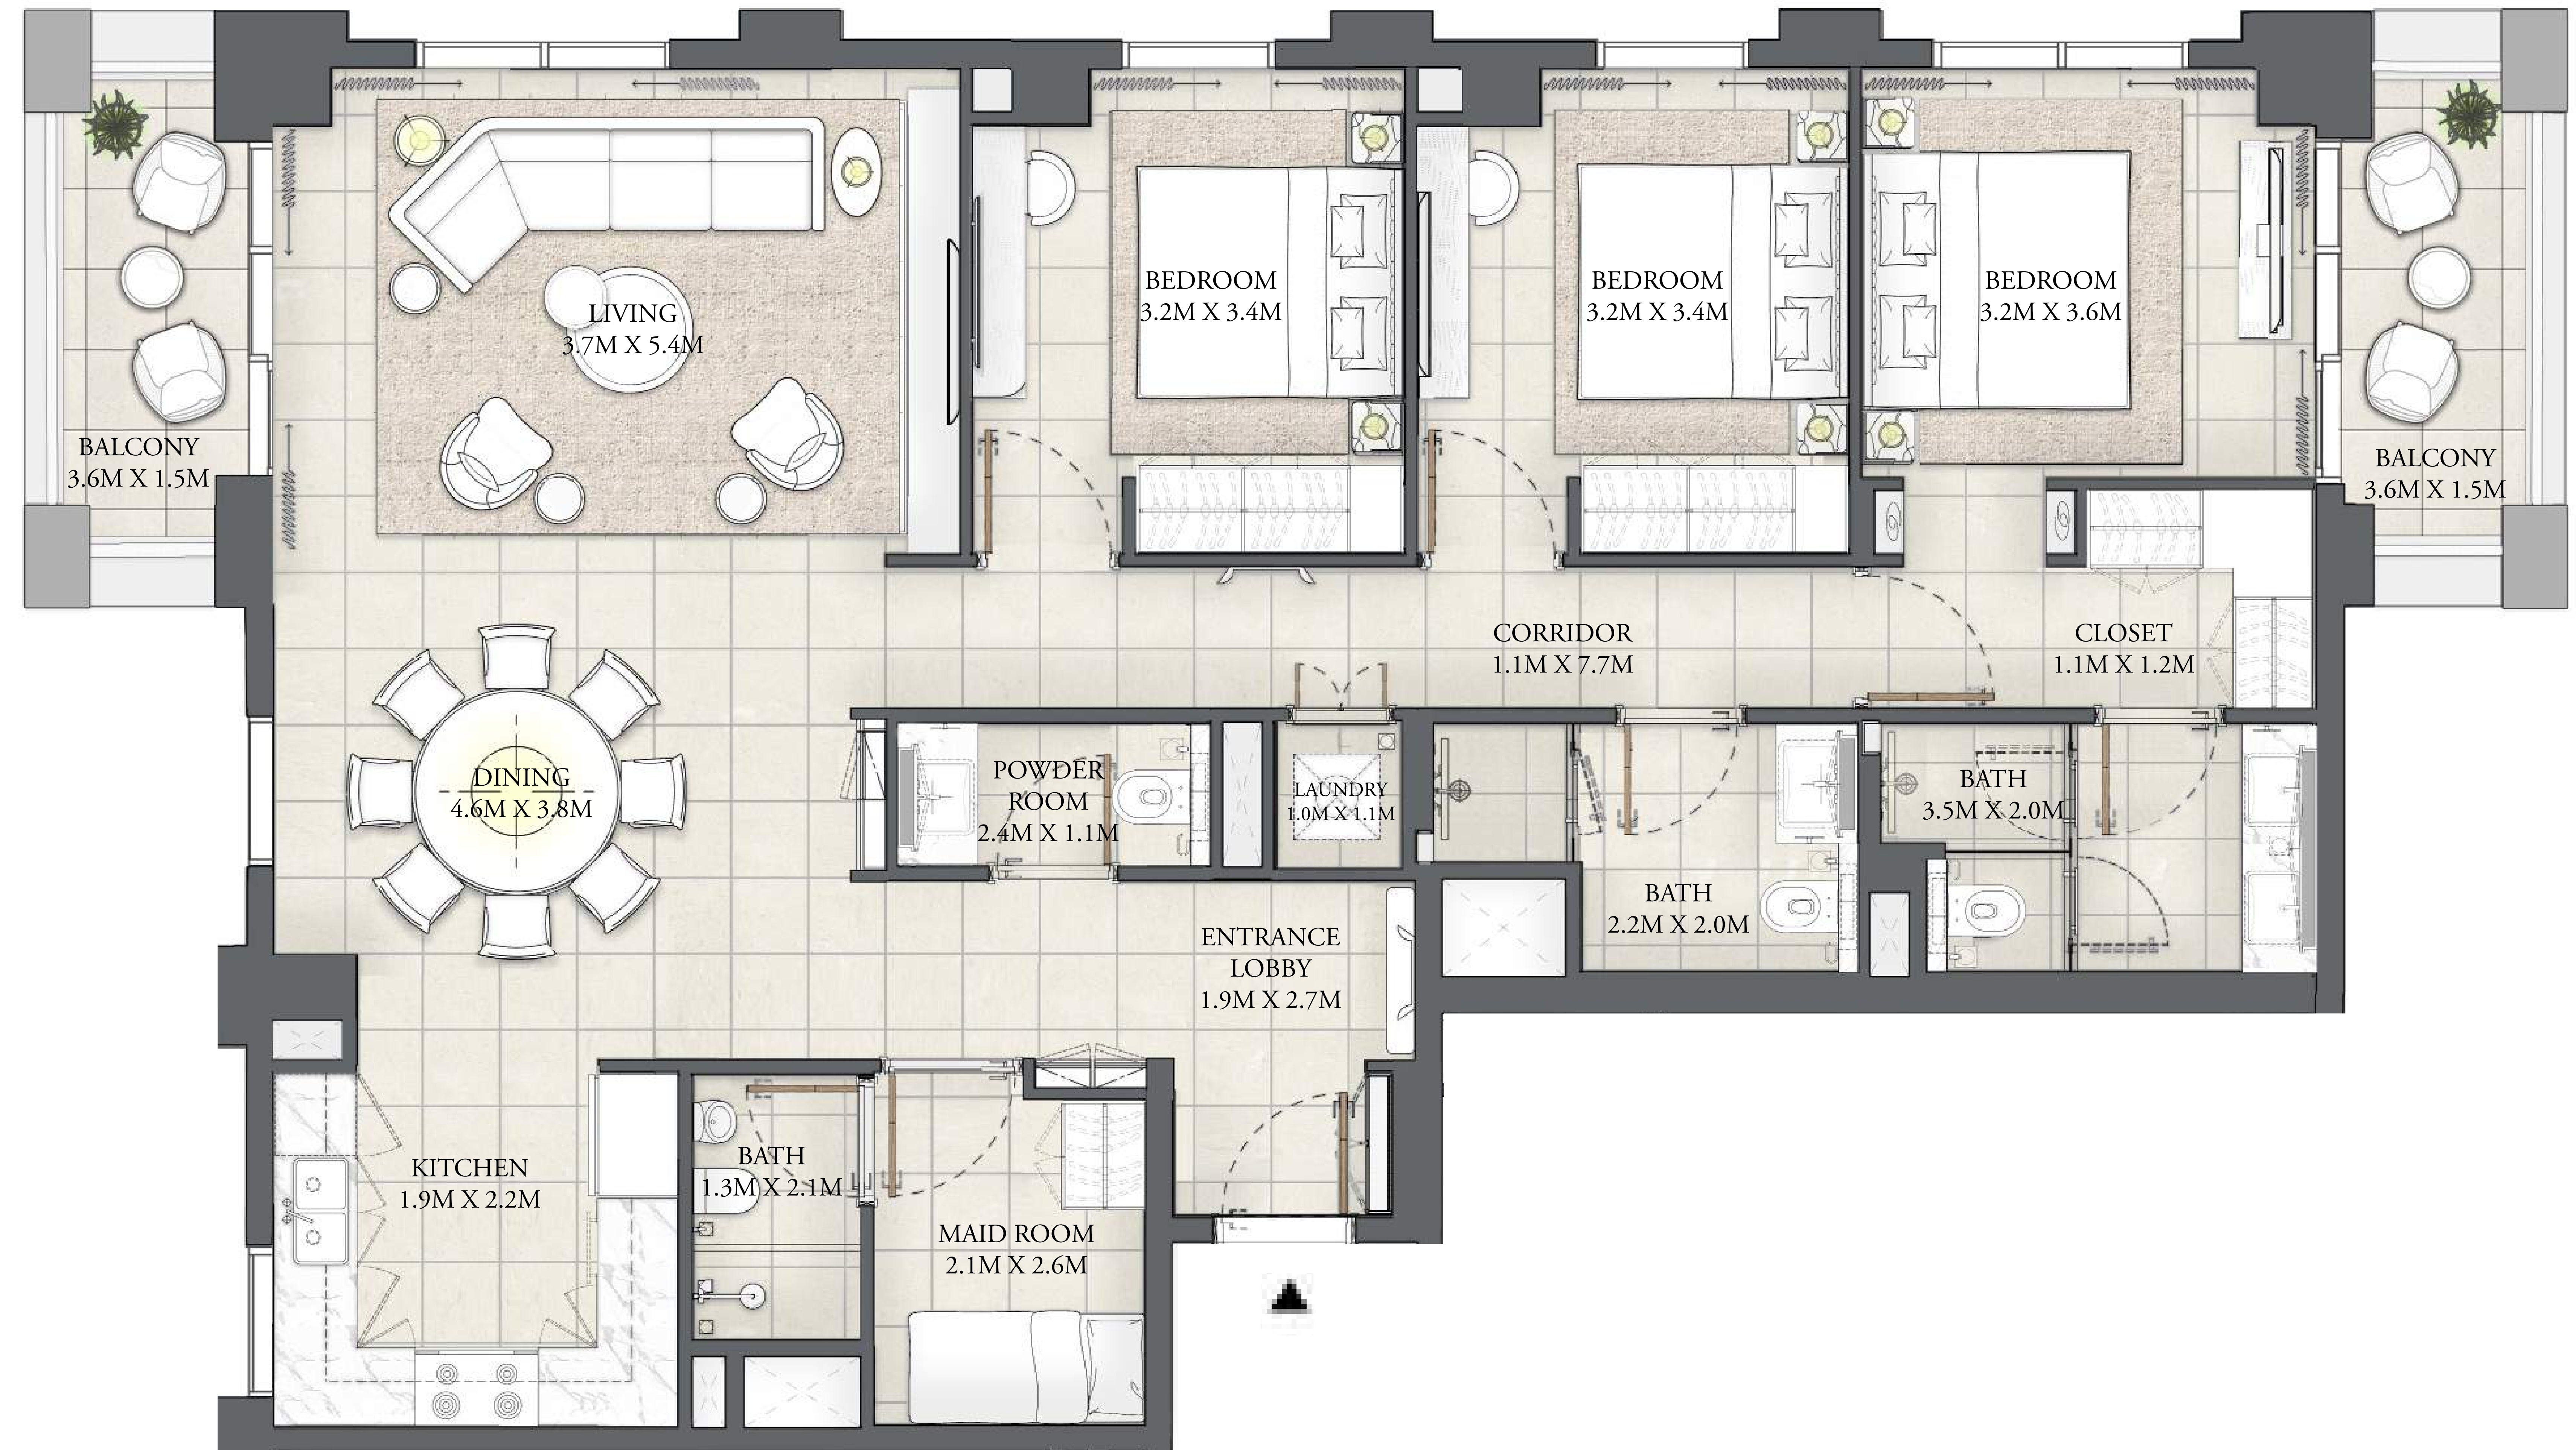 BEDROOM
3.2M X 3.4M
BEDROOM
3.2M X 3.4M
BEDROOM
3.2M X 3.6M
LIVING
3.7M X 5.4M
BALCONY
3.6M X 1.5M
BALCONY
3.6M X 1.5M
CORRIDOR
1.1M X 7.7M
CLOSET
1.1M X 1.2M
DINING
4.6M X 3.8M
POWDER
ROOM
2.4M X 1.1M
LAUNDRY
1.0M X 1.1M
BATH
3.5M X 2.0M
BATH
2.2M X 2.0M
ENTRANCE
LOBBY
1.9M X 2.7M
KITCHEN
1.9M X 2.2M
BATH
1.3M X 2.1M
MAID ROOM
2.1M X 2.6M